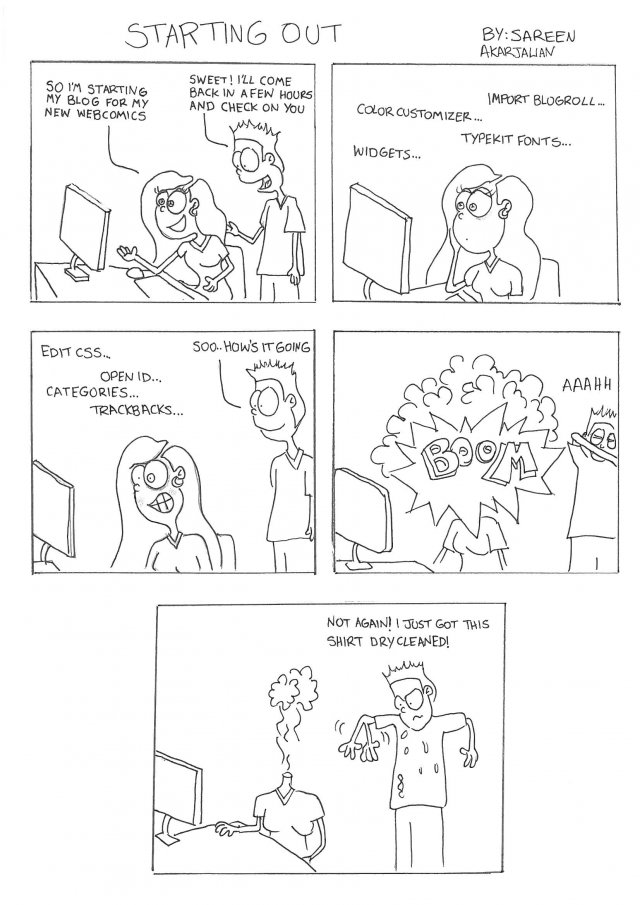 STARTING OUT
BY: SAREEN
AKARJALIAN
SO I'M STARTING
MY BLOG FOR MY
NEW WEBCOMICS
SWEET! I'LL COME
BACK IN A FEW HOURS
AND CHECK ON YOU
IMPORT BLOGROLL...
COLOR CUSTOMIZER...
TYPEKIT FONTS...
WIDGETS...
EDIT CSS...
OPEN ID...
CATEGORIES...
TRACKBACKS...
SOO..HOW'S IT GOING
BOOM
AAAHH
NOT AGAIN! I JUST GOT THIS
SHIRT DRY CLEANED!